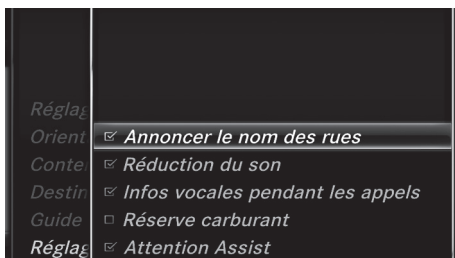 Réglag
Orient
☑ Annoncer le nom des rues
Conte
☑ Réduction du son
Destin
☑ Infos vocales pendant les appels
Guide
☐ Réserve carburant
Réglag
☑ Attention Assist